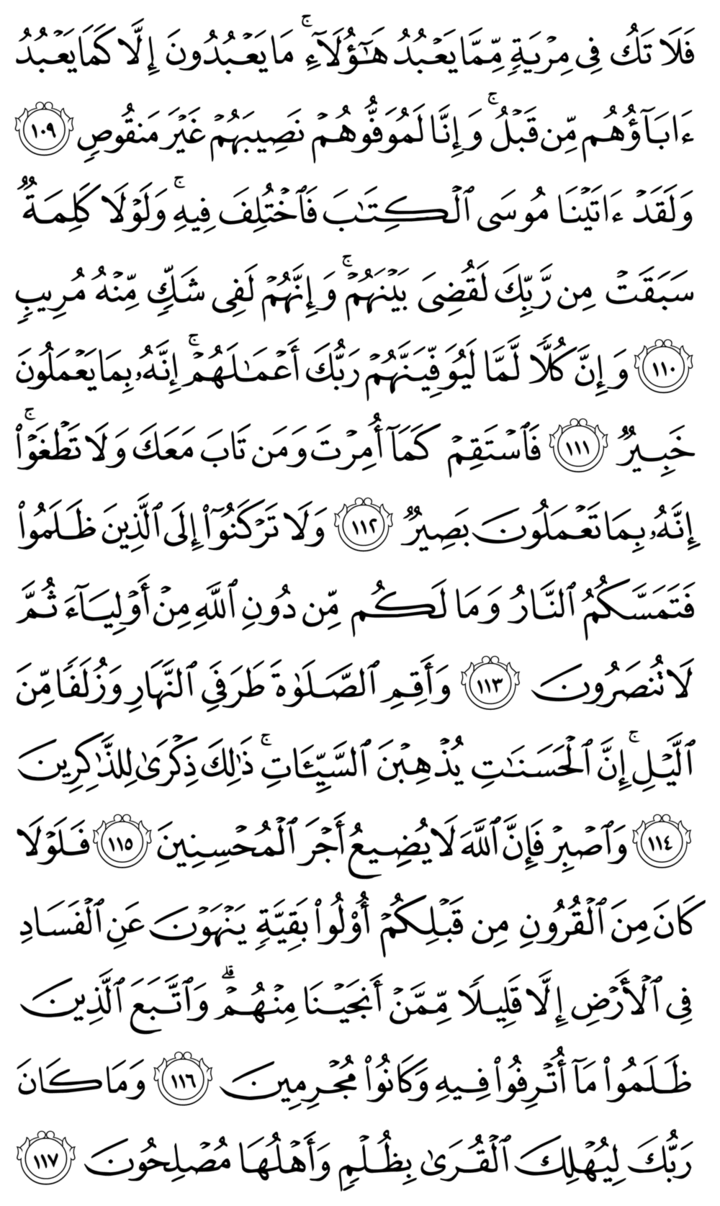 فَلَا تَكُ فِى مِرْيَةٍ مِّمَّا يَعْبُدُ هَـٰٓؤُلَآءِ ۚ مَا يَعْبُدُونَ إِلَّا كَمَا يَعْبُدُ
ءَابَآؤُهُم مِّن قَبْلُ ۚ وَإِنَّا لَمُوَفُّوهُمْ نَصِيبَهُمْ غَيْرَ مَنقُوصٍ ١٠٩
وَلَقَدْ ءَاتَيْنَا مُوسَى ٱلْكِتَـٰبَ فَٱخْتُلِفَ فِيهِ ۚ وَلَوْلَا كَلِمَةٌ
سَبَقَتْ مِن رَّبِّكَ لَقُضِىَ بَيْنَهُمْ ۚ وَإِنَّهُمْ لَفِى شَكٍّ مِّنْهُ مُرِيبٍ
١١٠ وَإِنَّ كُلًّا لَّمَّا لَيُوَفِّيَنَّهُمْ رَبُّكَ أَعْمَـٰلَهُمْ ۚ إِنَّهُۥ بِمَا يَعْمَلُونَ
خَبِيرٌ ١١١ فَٱسْتَقِمْ كَمَآ أُمِرْتَ وَمَن تَابَ مَعَكَ وَلَا تَطْغَوْا۟ ۚ
إِنَّهُۥ بِمَا تَعْمَلُونَ بَصِيرٌ ١١٢ وَلَا تَرْكَنُوٓا۟ إِلَى ٱلَّذِينَ ظَلَمُوا۟
فَتَمَسَّكُمُ ٱلنَّارُ وَمَا لَكُم مِّن دُونِ ٱللَّهِ مِنْ أَوْلِيَآءَ ثُمَّ
لَا تُنصَرُونَ ١١٣ وَأَقِمِ ٱلصَّلَوٰةَ طَرَفَىِ ٱلنَّهَارِ وَزُلَفًا مِّنَ
ٱلَّيْلِ ۚ إِنَّ ٱلْحَسَنَـٰتِ يُذْهِبْنَ ٱلسَّيِّـَٔاتِ ۚ ذَٰلِكَ ذِكْرَىٰ لِلذَّٰكِرِينَ
١١٤ وَٱصْبِرْ فَإِنَّ ٱللَّهَ لَا يُضِيعُ أَجْرَ ٱلْمُحْسِنِينَ ١١٥ فَلَوْلَا
كَانَ مِنَ ٱلْقُرُونِ مِن قَبْلِكُمْ أُو۟لُوا۟ بَقِيَّةٍ يَنْهَوْنَ عَنِ ٱلْفَسَادِ
فِى ٱلْأَرْضِ إِلَّا قَلِيلًا مِّمَّنْ أَنجَيْنَا مِنْهُمْ ۗ وَٱتَّبَعَ ٱلَّذِينَ
ظَلَمُوا۟ مَآ أُتْرِفُوا۟ فِيهِ وَكَانُوا۟ مُجْرِمِينَ ١١٦ وَمَا كَانَ
رَبُّكَ لِيُهْلِكَ ٱلْقُرَىٰ بِظُلْمٍ وَأَهْلُهَا مُصْلِحُونَ ١١٧